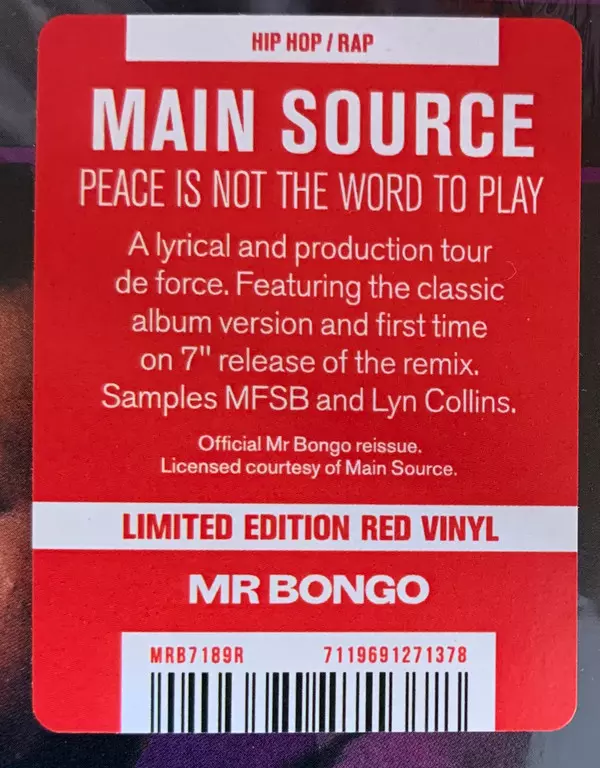 HIP HOP / RAP
MAIN SOURCE
PEACE IS NOT THE WORD TO PLAY
A lyrical and production tour
de force. Featuring the classic
album version and first time
on 7" release of the remix.
Samples MFSB and Lyn Collins.
Official Mr Bongo reissue.
Licensed courtesy of Main Source.
LIMITED EDITION RED VINYL
MR BONGO
MRB7189R 7119691271378